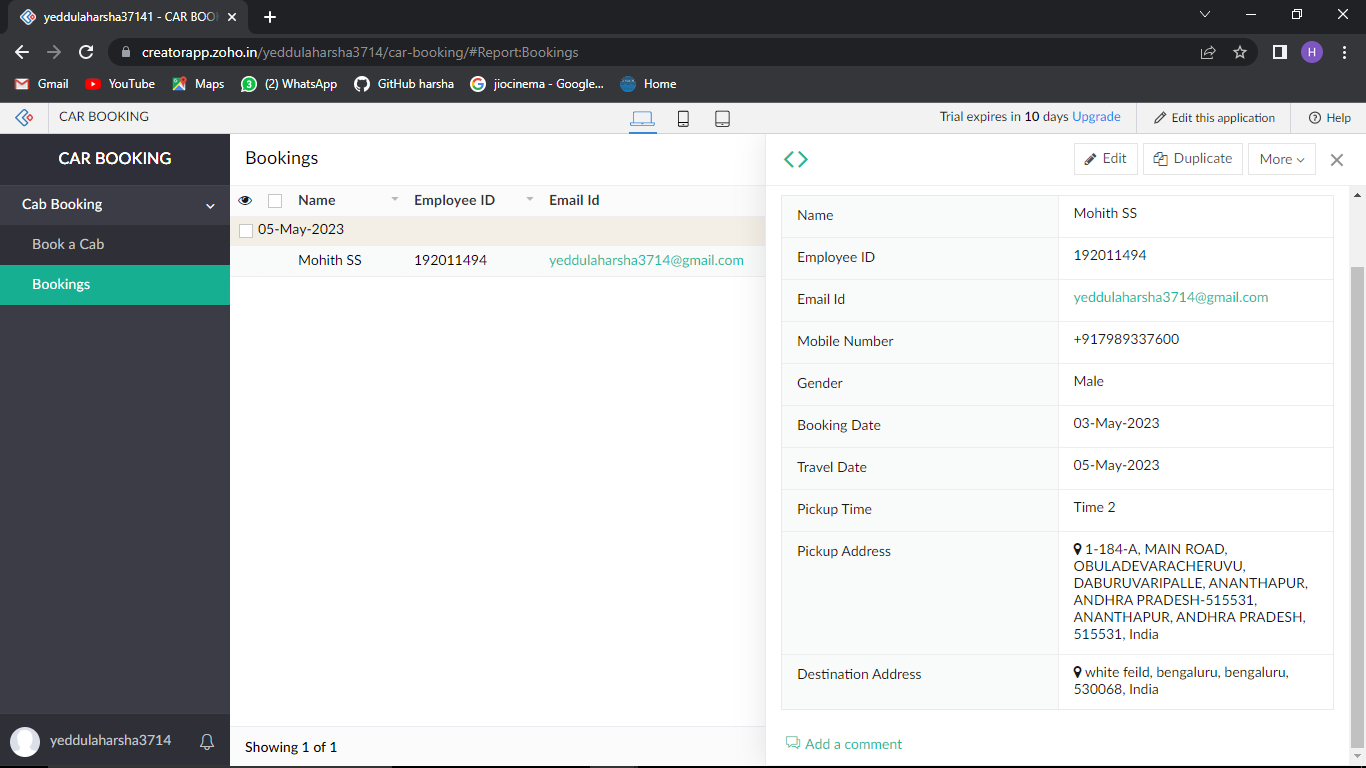 yeddulaharsha37141 - CAR BOO
creatorapp.zoho.in/yeddulaharsha3714/car-booking/#Report:Bookings
H
Gmail
YouTube
Maps
3
(2) WhatsApp
GitHub harsha
jiocinema - Google...
Home
CAR BOOKING
Trial expires in 10 days Upgrade
Edit this application
Help
CAR BOOKING
Cab Booking
Book a Cab
Bookings
yeddulaharsha3714
Bookings
Name Employee ID Email Id
05-May-2023
Mohith SS 192011494 yeddulaharsha3714@gmail.com
Showing 1 of 1
Edit Duplicate More
Name Mohith SS
Employee ID 192011494
Email Id yeddulaharsha3714@gmail.com
Mobile Number +917989337600
Gender Male
Booking Date 03-May-2023
Travel Date 05-May-2023
Pickup Time Time 2
Pickup Address 1-184-A, MAIN ROAD,
OBULADEVARACHERUVU,
DABURUVARIPALLE, ANANTHAPUR,
ANDHRA PRADESH-515531,
ANANTHAPUR, ANDHRA PRADESH,
515531, India
Destination Address white feild, bengaluru, bengaluru,
530068, India
Add a comment